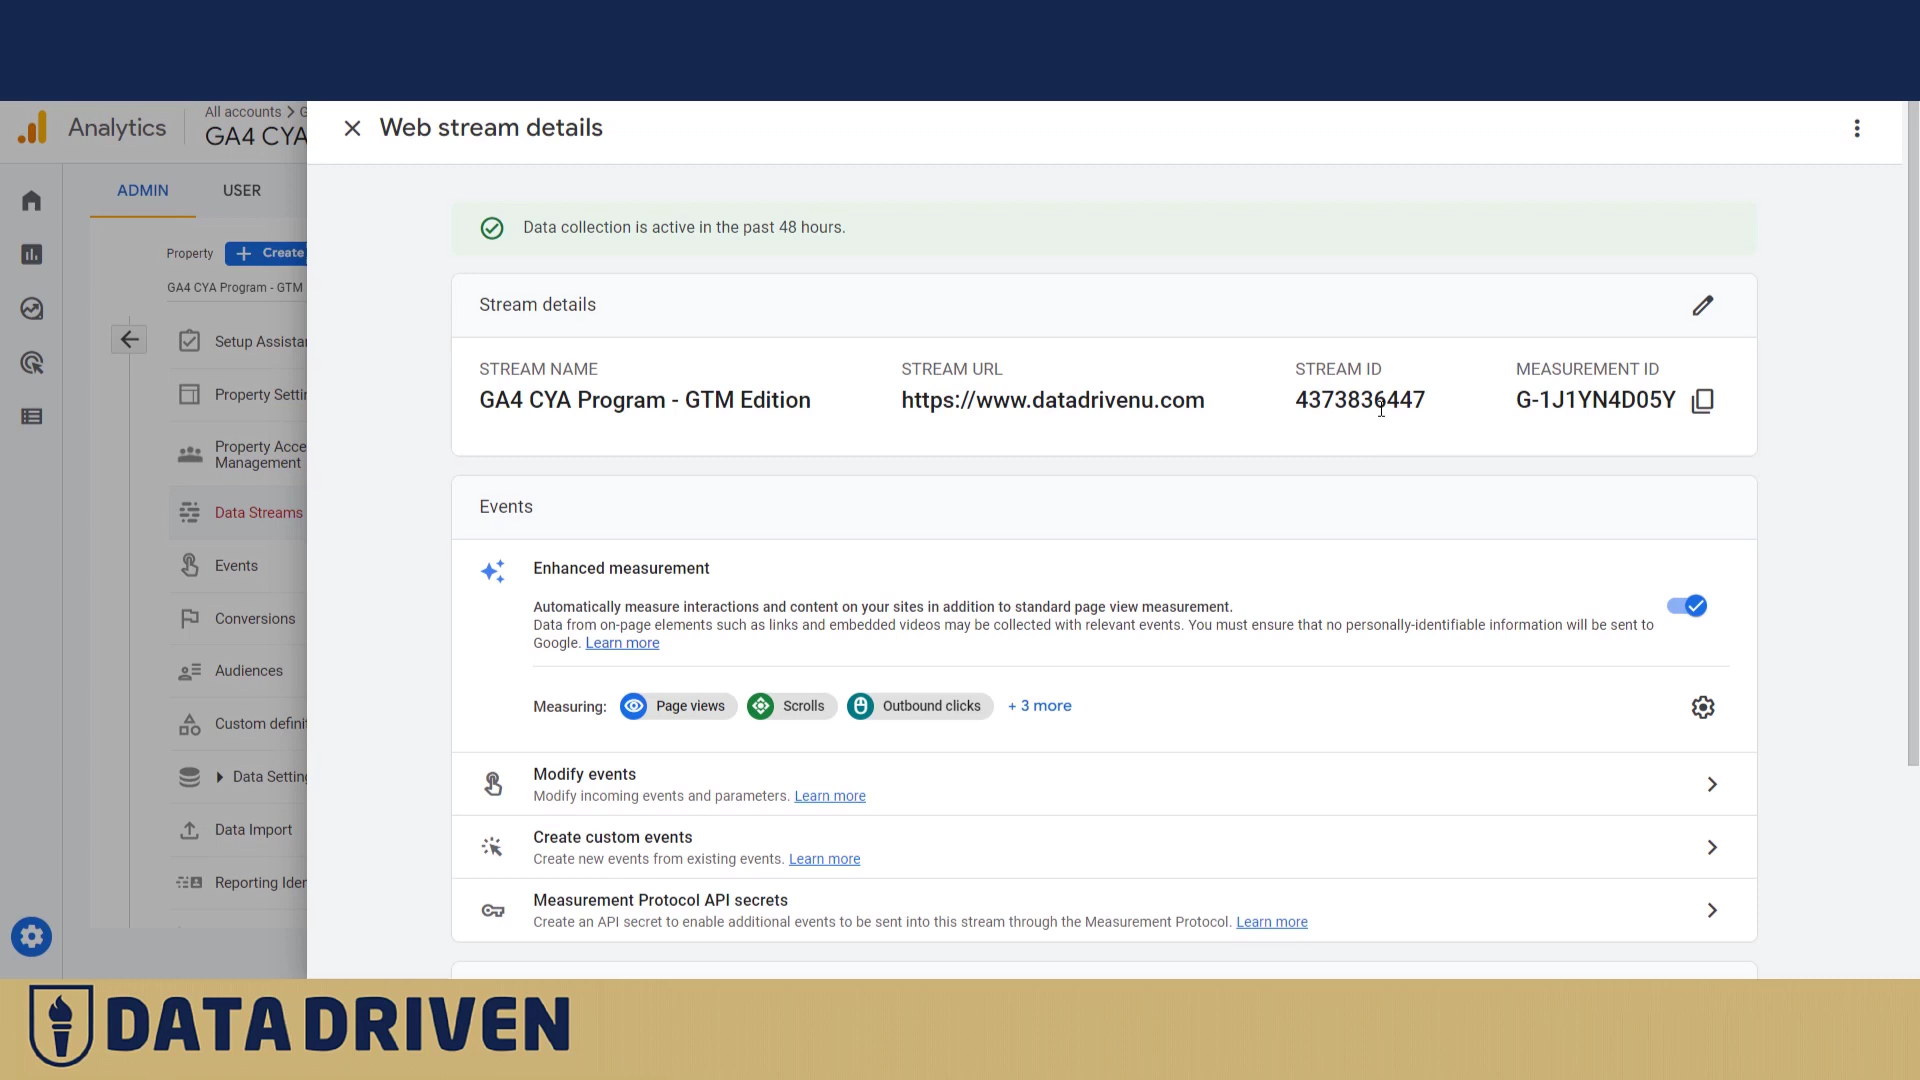 Analytics
All accounts > G
GA4 CYA
Web stream details
ADMIN
USER
Property
Create
GA4 CYA Program - GTM
Setup Assista
Property Setti
Property Acce
Management
Data Streams
Events
Conversions
Audiences
Custom defini
Data Settin
Data Import
Reporting Ider
Data collection is active in the past 48 hours.
Stream details
STREAM NAME
GA4 CYA Program - GTM Edition
STREAM URL
https://www.datadrivenu.com
STREAM ID
4373836447
MEASUREMENT ID
G-1J1YN4D05Y
Events
Enhanced measurement
Automatically measure interactions and content on your sites in addition to standard page view measurement.
Data from on-page elements such as links and embedded videos may be collected with relevant events. You must ensure that no personally-identifiable information will be sent to
Google. Learn more
Measuring: Page views Scrolls Outbound clicks + 3 more
Modify events
Modify incoming events and parameters. Learn more
Create custom events
Create new events from existing events. Learn more
Measurement Protocol API secrets
Create an API secret to enable additional events to be sent into this stream through the Measurement Protocol. Learn more
DATA DRIVEN